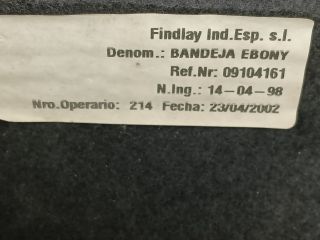 Findlay Ind.Esp. s.l.
Denom.: BANDEJA EBONY
Ref.Nr: 09104161
N.Ing.: 14-04-98
Nro.Operario: 214 Fecha: 23/04/2002